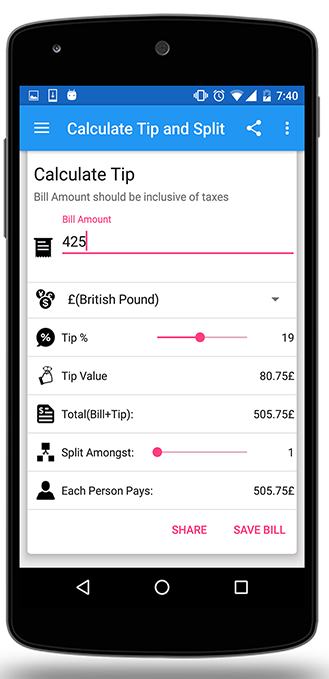 7:40
Calculate Tip and Split
Calculate Tip
Bill Amount should be inclusive of taxes
Bill Amount
425
£(British Pound)
Tip % 19
Tip Value 80.75£
Total(Bill+Tip): 505.75£
Split Amongst: 1
Each Person Pays: 505.75£
SHARE SAVE BILL